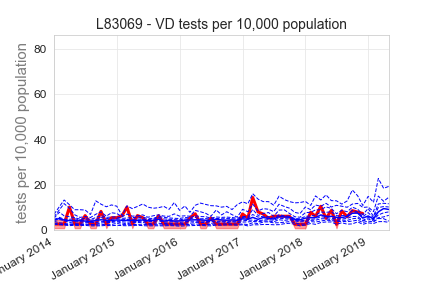 L83069 - VD tests per 10,000 population
tests per 10,000 population
80
60
40
20
0
nuary 2014
January 2015
January 2016
January 2017
January 2018
January 2019